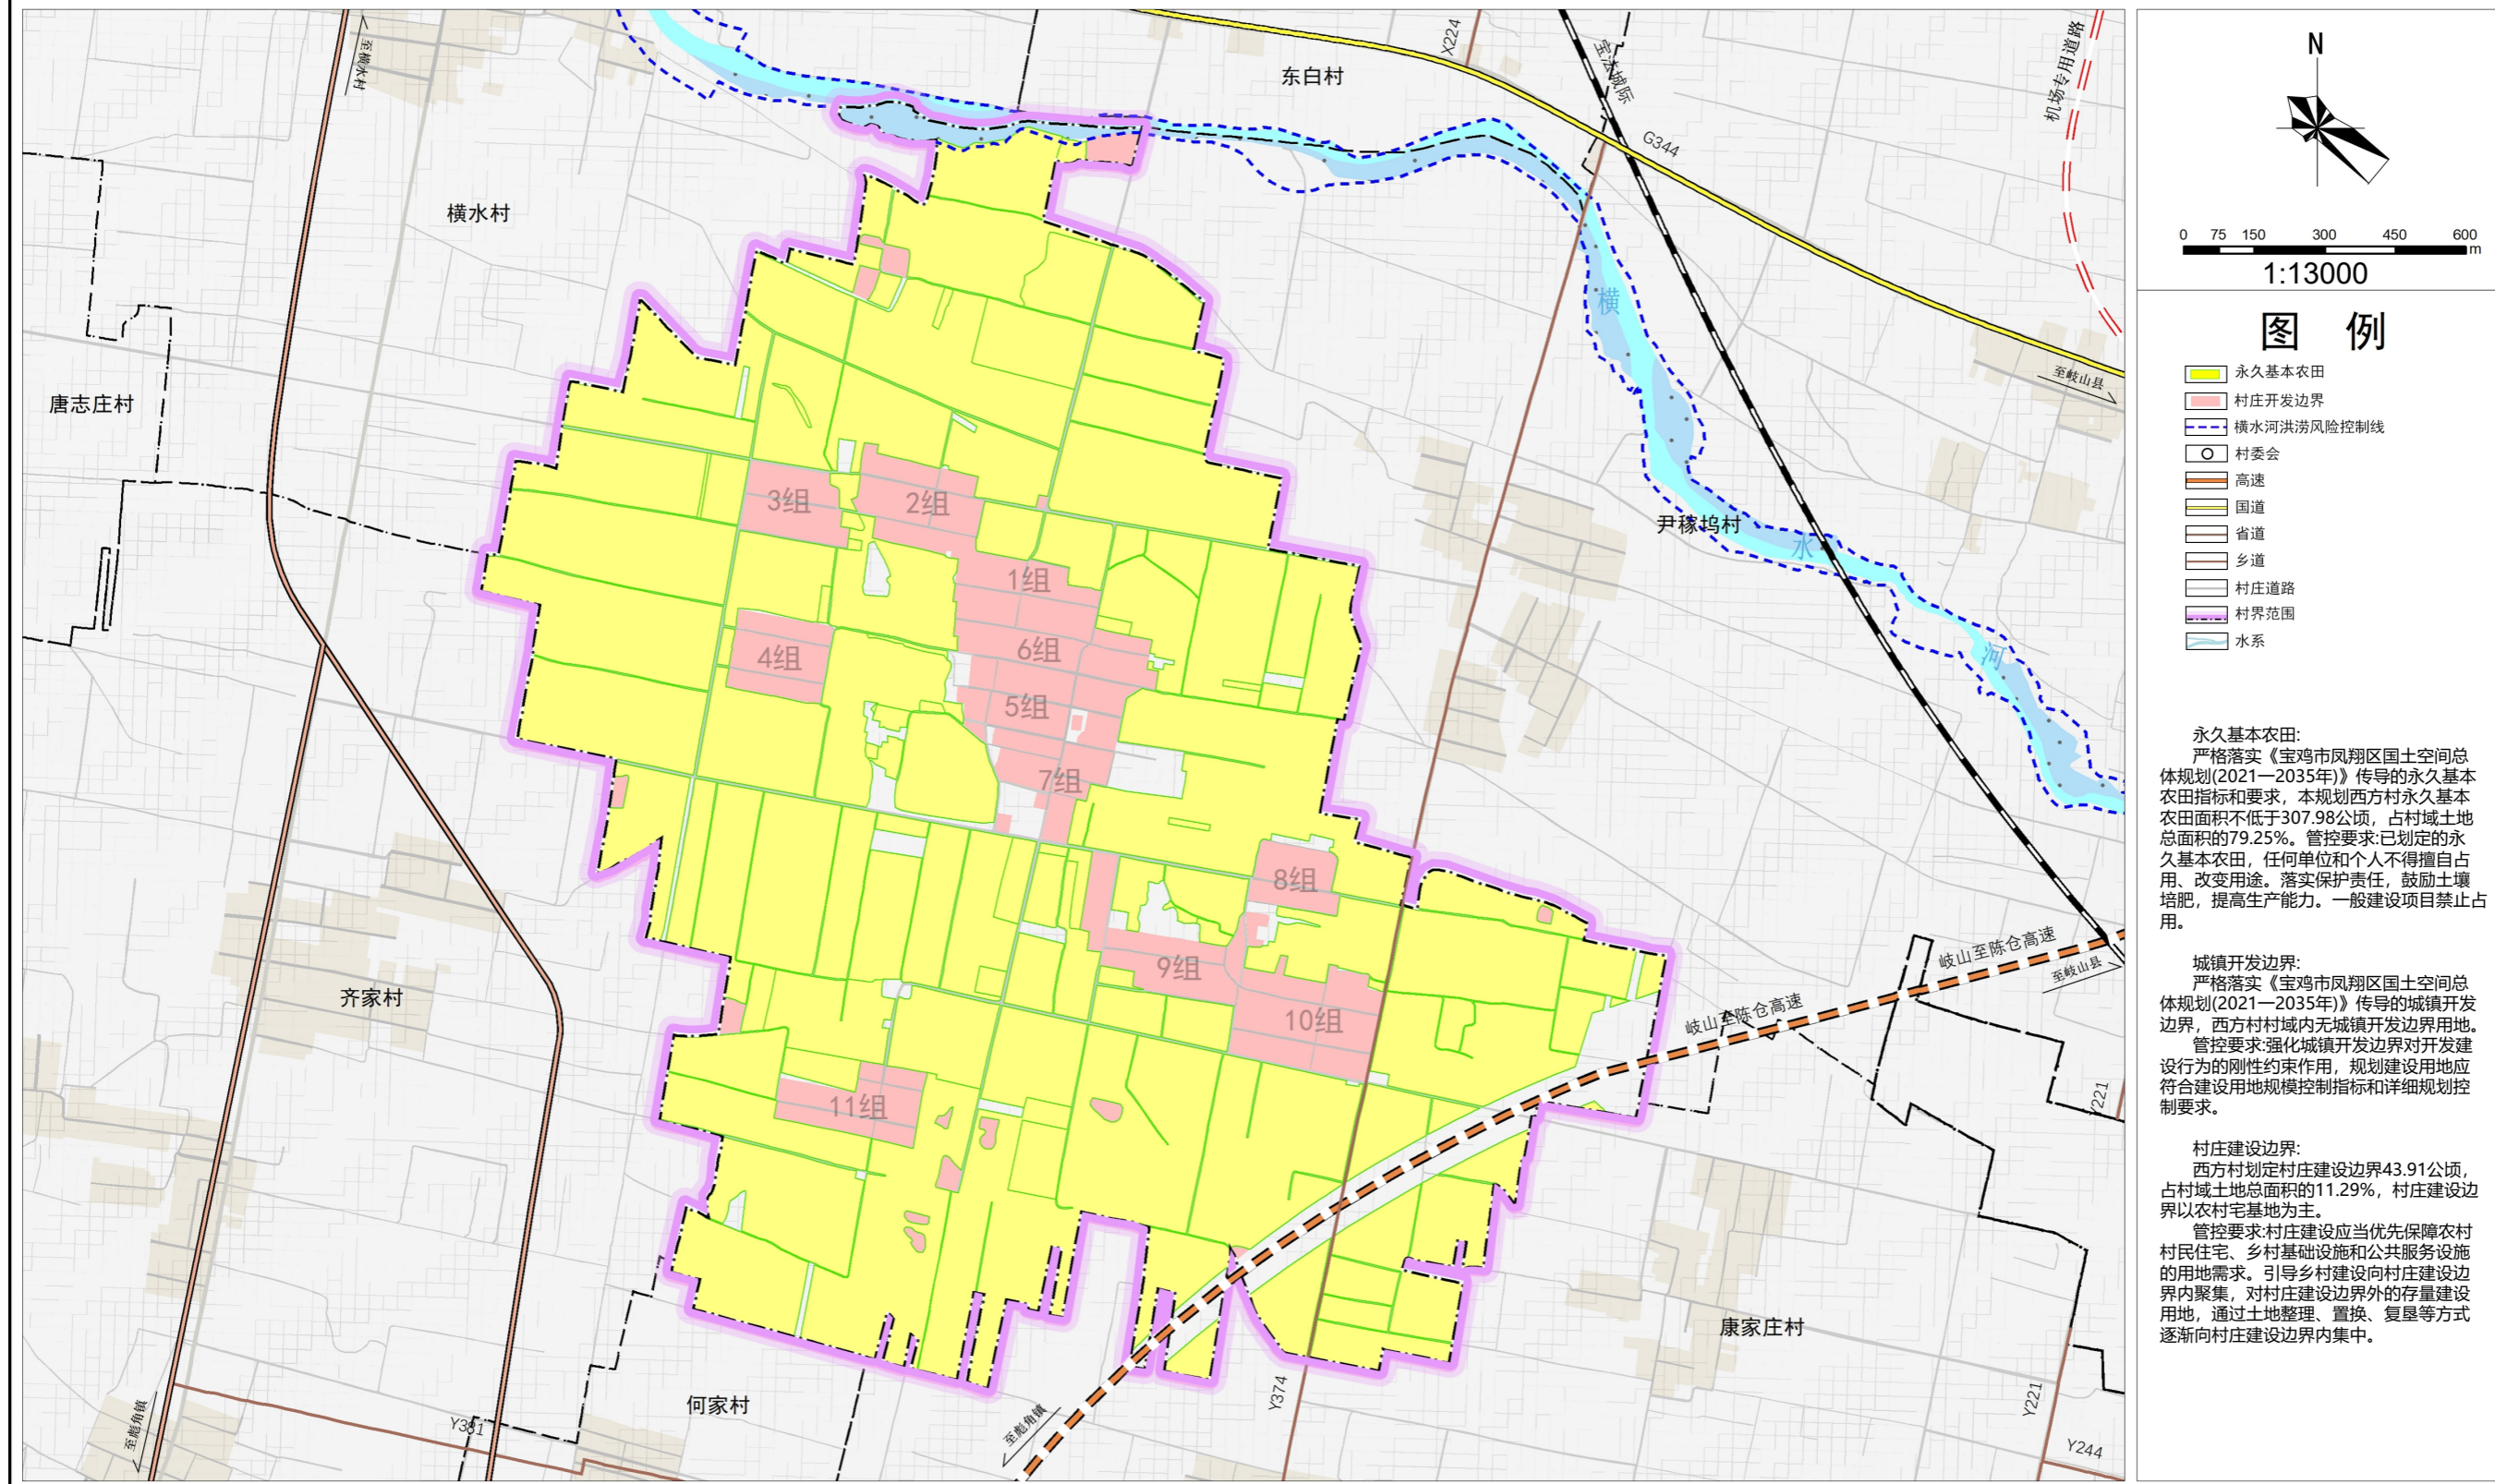 至横水村
X224
宝法城际
机场专用道路
东白村
G344
横水村
至岐山县
唐志庄村
横
尹稼坞村
水
河
3组
2组
1组
4组
6组
5组
7组
8组
9组
10组
11组
齐家村
岐山至陈仓高速
至岐山县
岐山至陈仓高速
Y221
康家庄村
何家村
Y374
Y221
Y381
至彪角镇
至彪角镇
Y244
N
0 75 150 300 450 600
m
1:13000
图 例
永久基本农田
村庄开发边界
横水河洪涝风险控制线
村委会
高速
国道
省道
乡道
村庄道路
村界范围
水系
永久基本农田:
严格落实《宝鸡市凤翔区国土空间总
体规划(2021一2035年)》传导的永久基本
农田指标和要求，本规划西方村永久基本
农田面积不低于307.98公顷，占村域土地
总面积的79.25%。管控要求:已划定的永
久基本农田，任何单位和个人不得擅自占
用、改变用途。落实保护责任，鼓励土壤
培肥，提高生产能力。一般建设项目禁止占
用。
城镇开发边界:
严格落实《宝鸡市凤翔区国土空间总
体规划(2021一2035年)》传导的城镇开发
边界，西方村村域内无城镇开发边界用地。
管控要求:强化城镇开发边界对开发建
设行为的刚性约束作用，规划建设用地应
符合建设用地规模控制指标和详细规划控
制要求。
村庄建设边界:
西方村划定村庄建设边界43.91公顷，
占村域土地总面积的11.29%，村庄建设边
界以农村宅基地为主。
管控要求:村庄建设应当优先保障农村
村民住宅、乡村基础设施和公共服务设施
的用地需求。引导乡村建设向村庄建设边
界内聚集，对村庄建设边界外的存量建设
用地，通过土地整理、置换、复垦等方式
逐渐向村庄建设边界内集中。